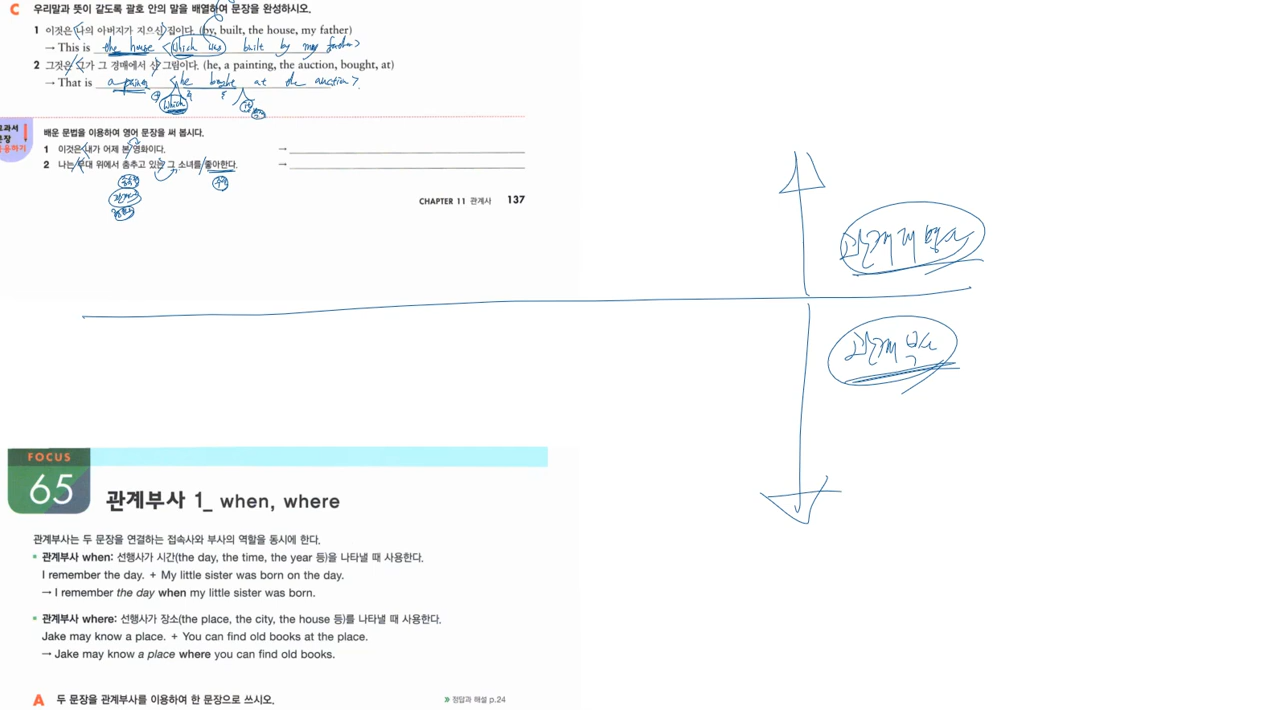 C 우리말과 뜻이 같도록 괄호 안의 말을 배열하여 문장을 완성하시오.
1 이것은 나의 아버지가 지으신 집이다. (by, built, the house, my father)
→ This is the house which was built by my father
2 그것은 그가 그 경매에서 산 그림이다. (he, a painting, the auction, bought, at)
→ That is he bought at the auction.
which
배운 문법을 이용하여 영어 문장을 써 봅시다.
1 이것은 내가 어제 본 영화이다. →
2 나는 무대 위에서 춤추고 있는 그 소녀를 좋아한다. →
CHAPTER 11 관계사 137
관계대명사
관계부사
FOCUS
65
관계부사 1_ when, where
관계부사는 두 문장을 연결하는 접속사와 부사의 역할을 동시에 한다.
관계부사 when: 선행사가 시간(the day, the time, the year 등)을 나타낼 때 사용한다.
I remember the day. + My little sister was born on the day.
→ I remember the day when my little sister was born.
관계부사 where: 선행사가 장소(the place, the city, the house 등)를 나타낼 때 사용한다.
Jake may know a place. + You can find old books at the place.
→ Jake may know a place where you can find old books.
A 두 문장을 관계부사를 이용하여 한 문장으로 쓰시오.
» 정답과 해설 p.24